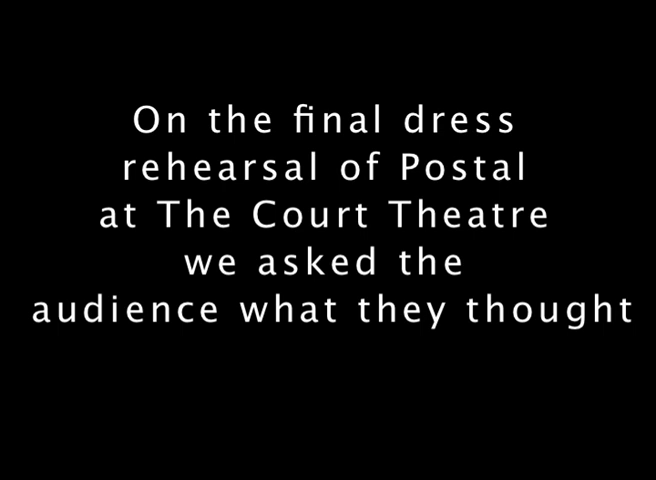 On the final dress
rehearsal of Postal
at The Court Theatre
we asked the
audience what they thought